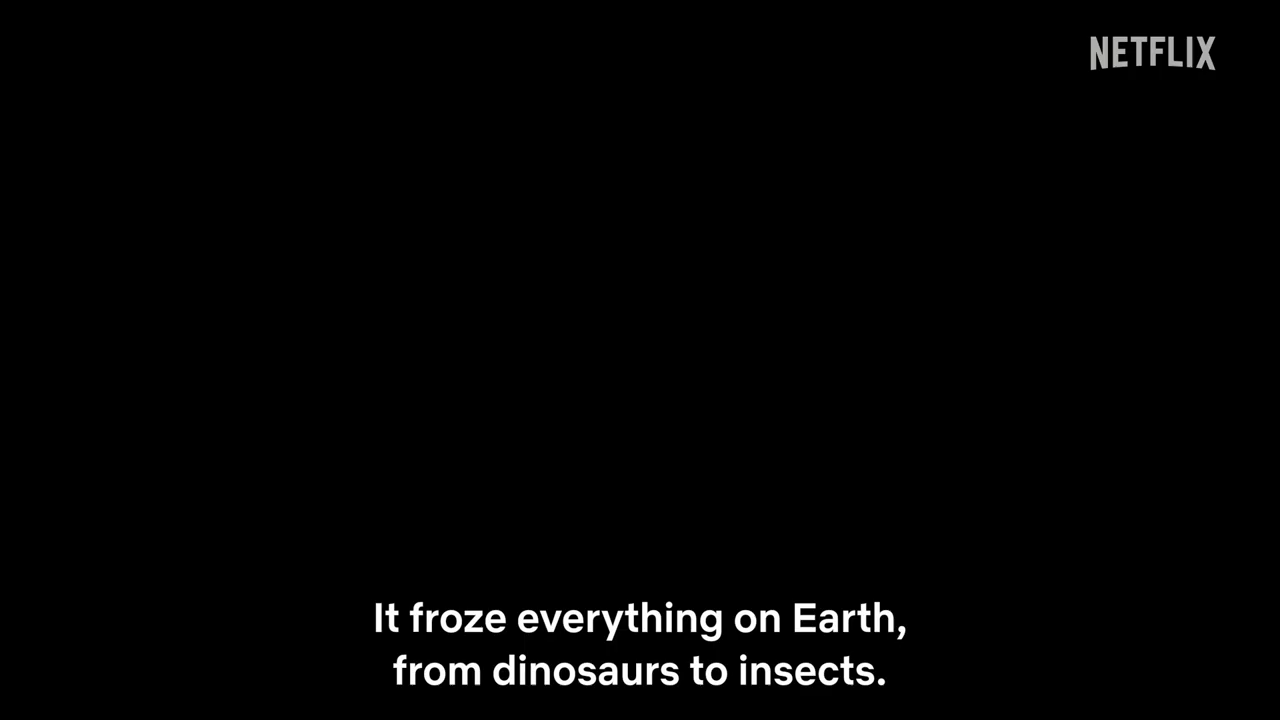 NETFLIX
It froze everything on Earth,
from dinosaurs to insects.